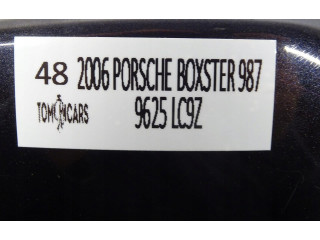 48 2006 PORSCHE BOXSTER 987
TOM CARS 9625 LC9Z